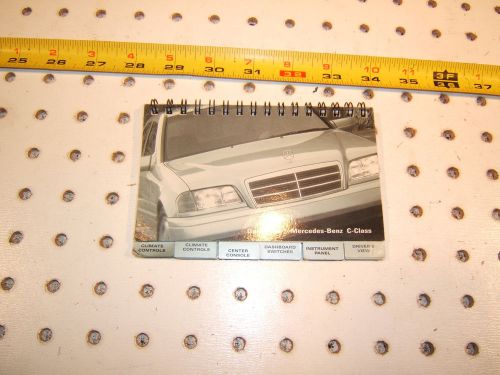 1 2 3 4 5 6 7 8 9 10 11 1
25 26 27 28 29 30 31 32 33 34 35 3F 37
Mercedes-Benz C-Class
CLIMATE CONTROLS
CLIMATE CONTROLS
CENTER CONSOLE
DASHBOARD SWITCHES
INSTRUMENT PANEL
DRIVER'S VIEW